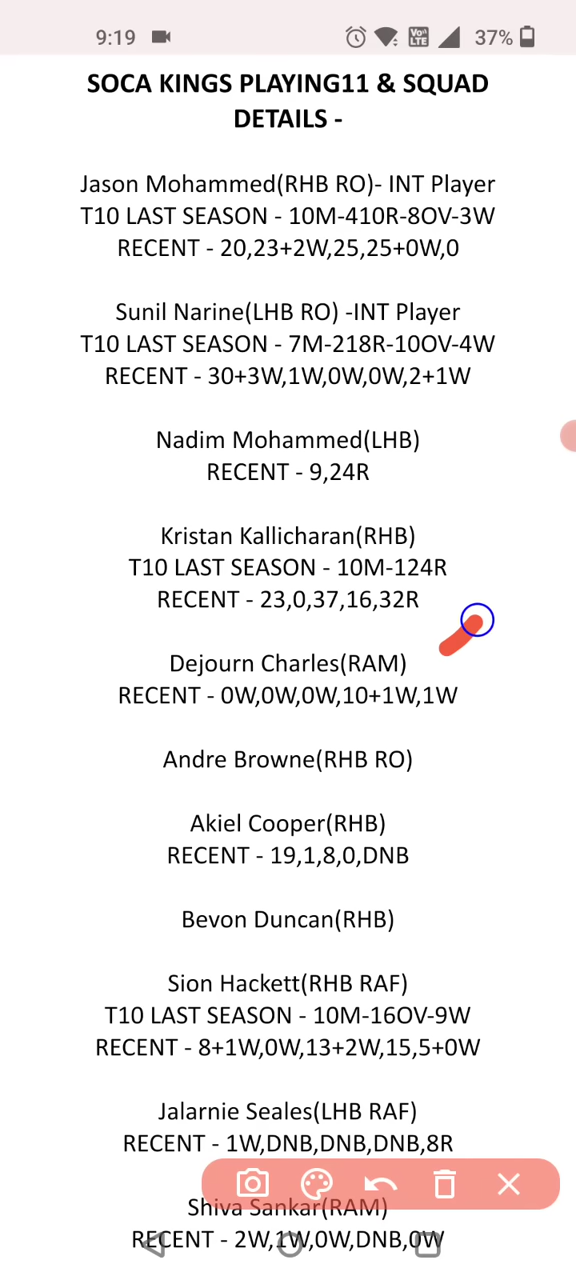 9:19 Vo)) LTE 37%
SOCA KINGS PLAYING11 & SQUAD
DETAILS -
Jason Mohammed(RHB RO)- INT Player
T10 LAST SEASON - 10M-410R-8OV-3W
RECENT - 20,23+2W,25,25+0W,0
Sunil Narine(LHB RO) -INT Player
T10 LAST SEASON - 7M-218R-10OV-4W
RECENT - 30+3W,1W,0W,0W,2+1W
Nadim Mohammed(LHB)
RECENT - 9,24R
Kristan Kallicharan(RHB)
T10 LAST SEASON - 10M-124R
RECENT - 23,0,37,16,32R
Dejourn Charles(RAM)
RECENT - 0W,0W,0W,10+1W,1W
Andre Browne(RHB RO)
Akiel Cooper(RHB)
RECENT - 19,1,8,0,DNB
Bevon Duncan(RHB)
Sion Hackett(RHB RAF)
T10 LAST SEASON - 10M-16OV-9W
RECENT - 8+1W,0W,13+2W,15,5+0W
Jalarnie Seales(LHB RAF)
RECENT - 1W,DNB,DNB,DNB,8R
Shiva Sankar(RAM)
RECENT - 2W,1W,0W,DNB,0W